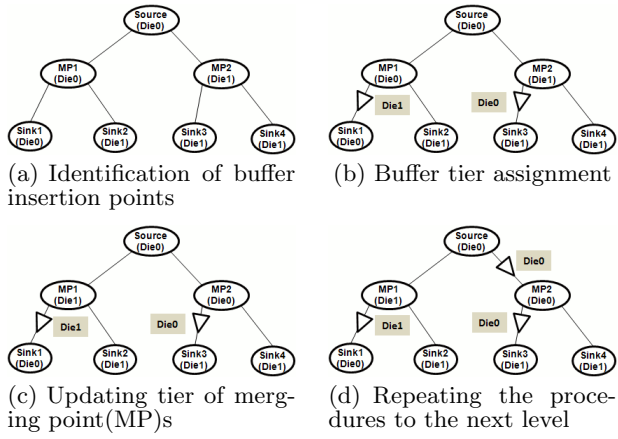 Source
(Die0)
MP1
(Die0)
MP2
(Die1)
Sink1
(Die0)
Sink2
(Die1)
Sink3
(Die1)
Sink4
(Die1)
(a) Identification of buffer
insertion points
Source
(Die0)
MP1
(Die0)
MP2
(Die1)
Die1
Die0
Sink1
(Die0)
Sink2
(Die1)
Sink3
(Die1)
Sink4
(Die1)
(b) Buffer tier assignment
Source
(Die0)
MP1
(Die1)
MP2
(Die0)
Die1
Die0
Sink1
(Die0)
Sink2
(Die1)
Sink3
(Die1)
Sink4
(Die1)
(c) Updating tier of merg-
ing point(MP)s
Source
(Die0)
Die0
MP1
(Die1)
MP2
(Die0)
Die1
Die0
Sink1
(Die0)
Sink2
(Die1)
Sink3
(Die1)
Sink4
(Die1)
(d) Repeating the proce-
dures to the next level